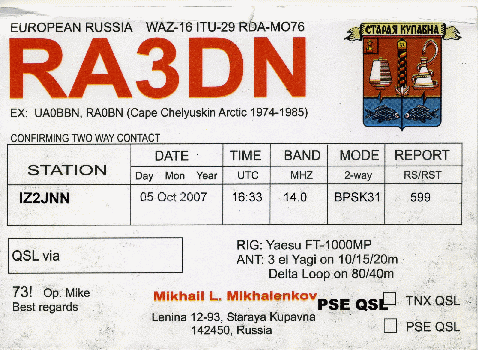 EUROPEAN RUSSIA WAZ-16 ITU-29 RDA-MO76
СТАРАЯ КУПАВНА
RA3DN
EX: UA0BBN, RA0BN (Cape Chelyuskin Arctic 1974-1985)
CONFIRMING TWO WAY CONTACT
STATION DATE TIME BAND MODE REPORT
Day Mon Year UTC MHZ 2-way RS/RST
IZ2JNN 05 Oct 2007 16:33 14.0 BPSK31 599
QSL via
RIG: Yaesu FT-1000MP
ANT: 3 el Yagi on 10/15/20m
Delta Loop on 80/40m
73! Op. Mike
Best regards
Mikhail L. Mikhalenkov
Lenina 12-93, Staraya Kupavna
142450, Russia
PSE QSL
TNX QSL
PSE QSL